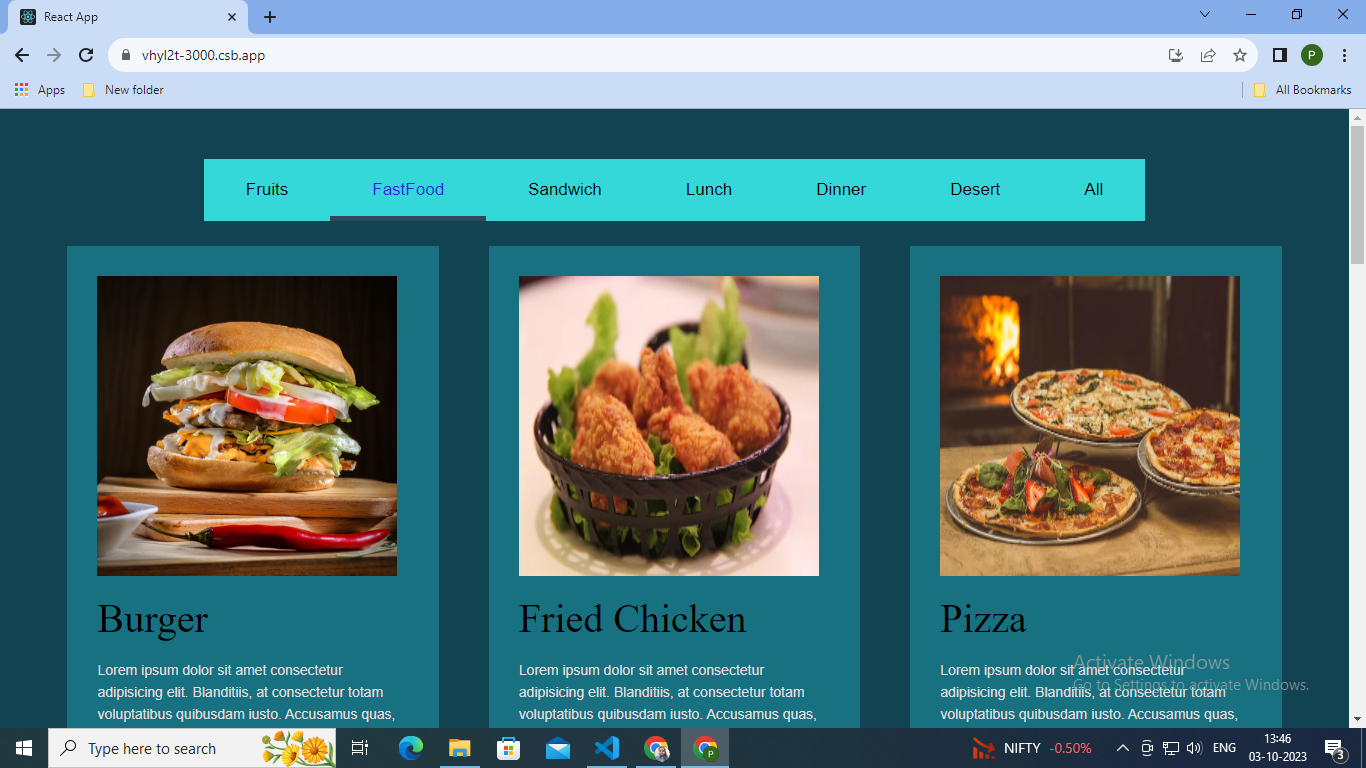 React App
vhyl2t-3000.csb.app
P
Apps New folder All Bookmarks
Fruits FastFood Sandwich Lunch Dinner Desert All
Burger
Lorem ipsum dolor sit amet consectetur
adipisicing elit. Blanditiis, at consectetur totam
voluptatibus quibusdam iusto. Accusamus quas,
Fried Chicken
Lorem ipsum dolor sit amet consectetur
adipisicing elit. Blanditiis, at consectetur totam
voluptatibus quibusdam iusto. Accusamus quas,
Pizza
Lorem ipsum dolor sit amet consectetur
adipisicing elit. Blanditiis, at consectetur totam
voluptatibus quibusdam iusto. Accusamus quas,
Activate Windows
Go to Settings to activate Windows.
Type here to search
P
NIFTY -0.50%
ENG
13:46
03-10-2023
3